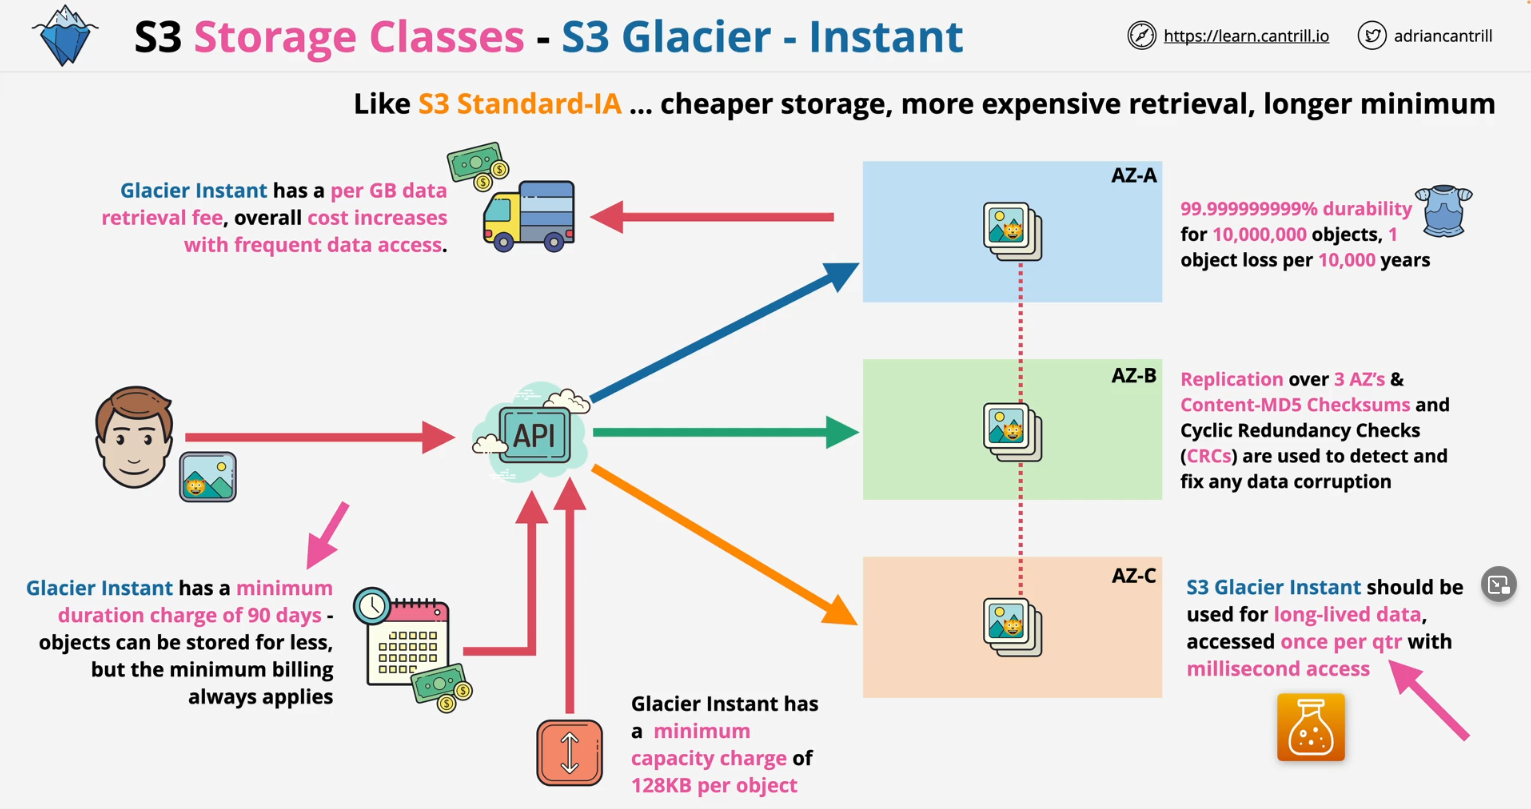 S3 Storage Classes - S3 Glacier - Instant
https://learn.cantrill.io
adriancantrill
Like S3 Standard-IA ... cheaper storage, more expensive retrieval, longer minimum
Glacier Instant has a per GB data
retrieval fee, overall cost increases
with frequent data access.
AZ-A
99.999999999% durability
for 10,000,000 objects, 1
object loss per 10,000 years
API
AZ-B
Replication over 3 AZ's &
Content-MD5 Checksums and
Cyclic Redundancy Checks
(CRCs) are used to detect and
fix any data corruption
Glacier Instant has a minimum
duration charge of 90 days -
objects can be stored for less,
but the minimum billing
always applies
Glacier Instant has
a minimum
capacity charge of
128KB per object
AZ-C
S3 Glacier Instant should be
used for long-lived data,
accessed once per qtr with
millisecond access